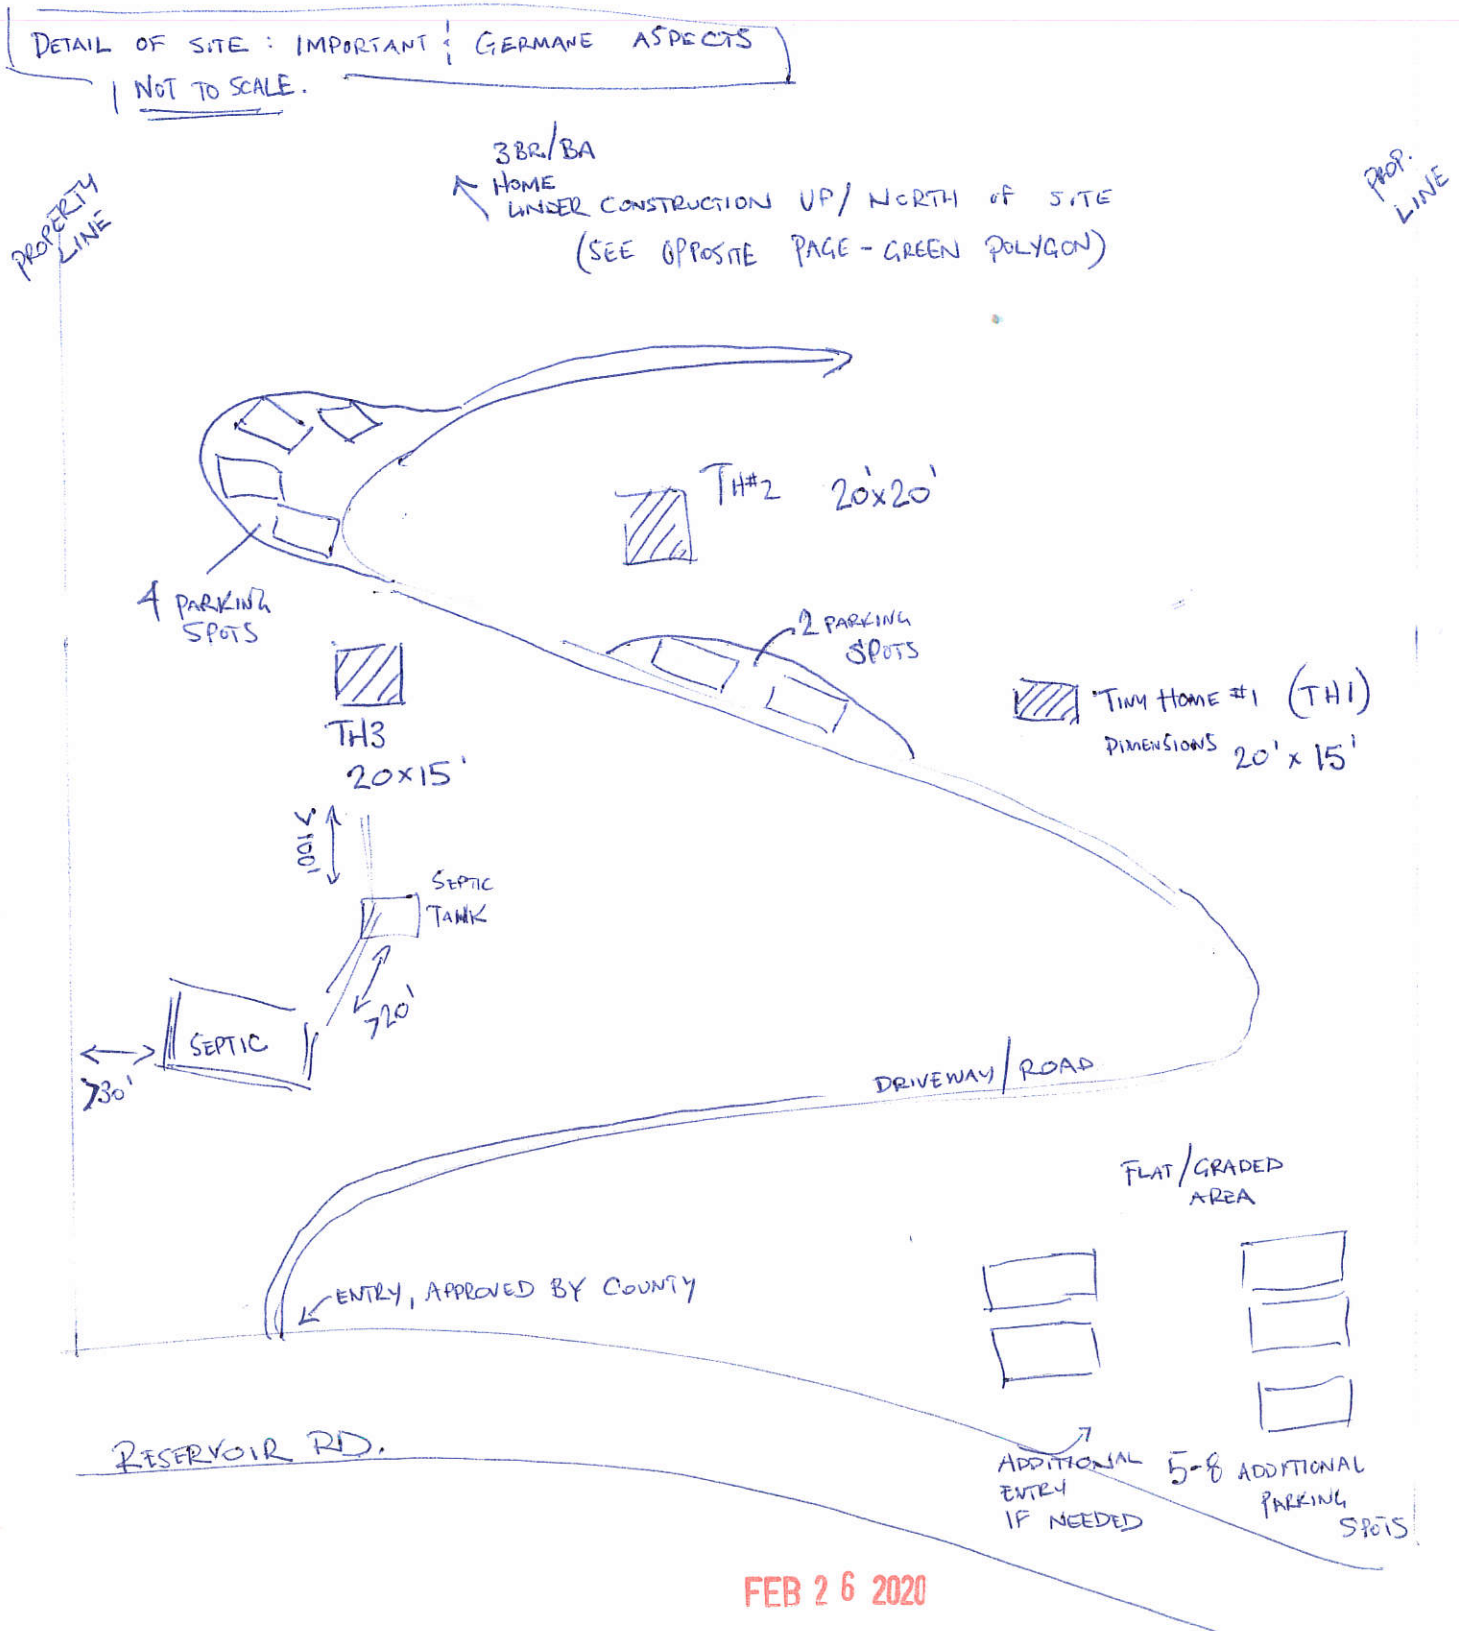 DETAIL OF SITE : IMPORTANT & GERMANE ASPECTS
NOT TO SCALE.
3BR/BA
HOME
UNDER CONSTRUCTION UP/NORTH OF SITE
(SEE OPPOSITE PAGE - GREEN POLYGON)
PROPERTY
LINE
PROP.
LINE
TH#2 20'x20'
4 PARKING
SPOTS
2 PARKING
SPOTS
TINY HOME #1 (TH1)
DIMENSIONS 20' x 15'
TH3
20x15'
>100'
SEPTIC
TANK
>20'
SEPTIC
>30'
DRIVEWAY/ROAD
FLAT/GRADED
AREA
ENTRY, APPROVED BY COUNTY
RESERVOIR RD.
ADDITIONAL
ENTRY
IF NEEDED
5-8 ADDITIONAL
PARKING
SPOTS
FEB 26 2020